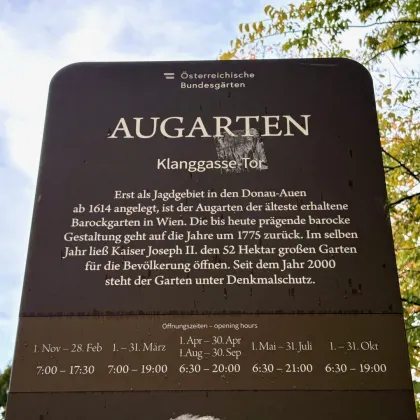 Österreichische
Bundesgärten
AUGARTEN
Klanggasse-Tor
Erst als Jagdgebiet in den Donau-Auen
ab 1614 angelegt, ist der Augarten der älteste erhaltene
Barockgarten in Wien. Die bis heute prägende barocke
Gestaltung geht auf die Jahre um 1775 zurück. Im selben
Jahr ließ Kaiser Joseph II. den 52 Hektar großen Garten
für die Bevölkerung öffnen. Seit dem Jahr 2000
steht der Garten unter Denkmalschutz.
Öffnungszeiten – opening hours
1. Nov – 28. Feb 1. – 31. März 1. Apr – 30. Apr 1. Mai – 31. Juli 1. – 31. Okt
1. Aug – 30. Sep
7:00 – 17:30 7:00 – 19:00 6:30 – 20:00 6:30 – 21:00 6:30 – 19:00